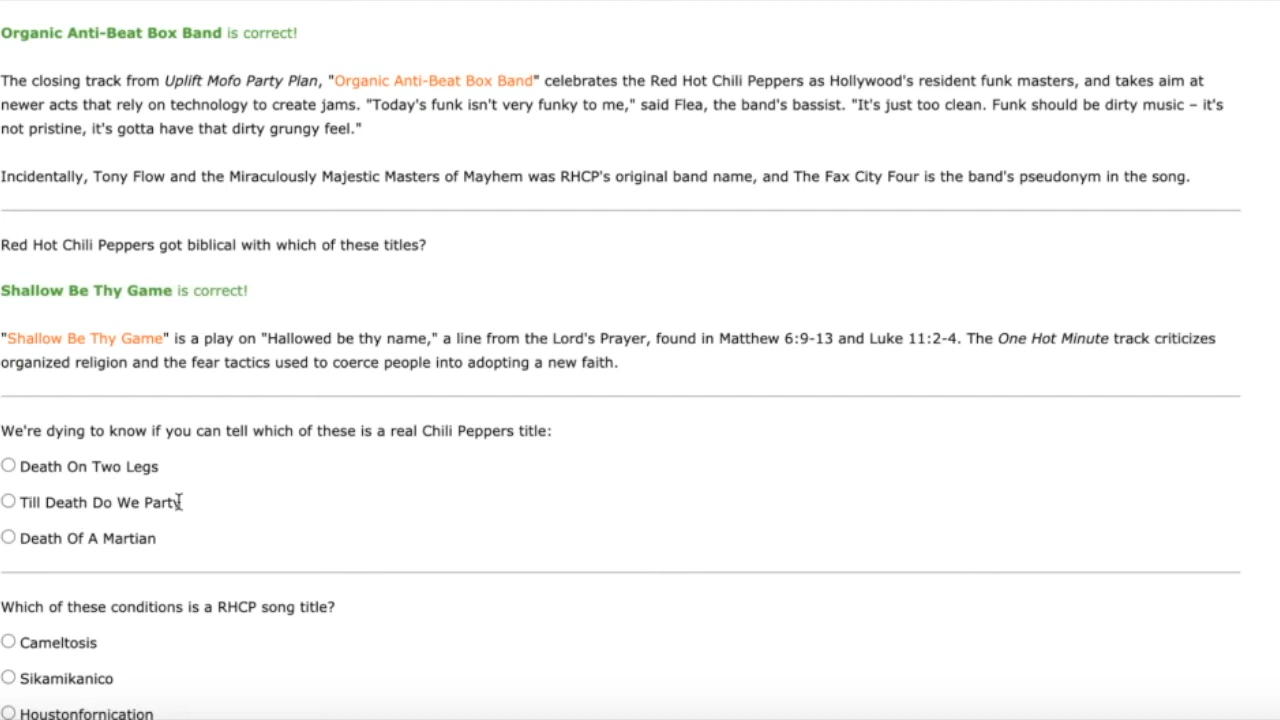 Organic Anti-Beat Box Band is correct!
The closing track from Uplift Mofo Party Plan, "Organic Anti-Beat Box Band" celebrates the Red Hot Chili Peppers as Hollywood's resident funk masters, and takes aim at
newer acts that rely on technology to create jams. "Today's funk isn't very funky to me," said Flea, the band's bassist. "It's just too clean. Funk should be dirty music – it's
not pristine, it's gotta have that dirty grungy feel."
Incidentally, Tony Flow and the Miraculously Majestic Masters of Mayhem was RHCP's original band name, and The Fax City Four is the band's pseudonym in the song.
Red Hot Chili Peppers got biblical with which of these titles?
Shallow Be Thy Game is correct!
"Shallow Be Thy Game" is a play on "Hallowed be thy name," a line from the Lord's Prayer, found in Matthew 6:9-13 and Luke 11:2-4. The One Hot Minute track criticizes
organized religion and the fear tactics used to coerce people into adopting a new faith.
We're dying to know if you can tell which of these is a real Chili Peppers title:
Death On Two Legs
Till Death Do We Party
Death Of A Martian
Which of these conditions is a RHCP song title?
Cameltosis
Sikamikanico
Houstonfornication